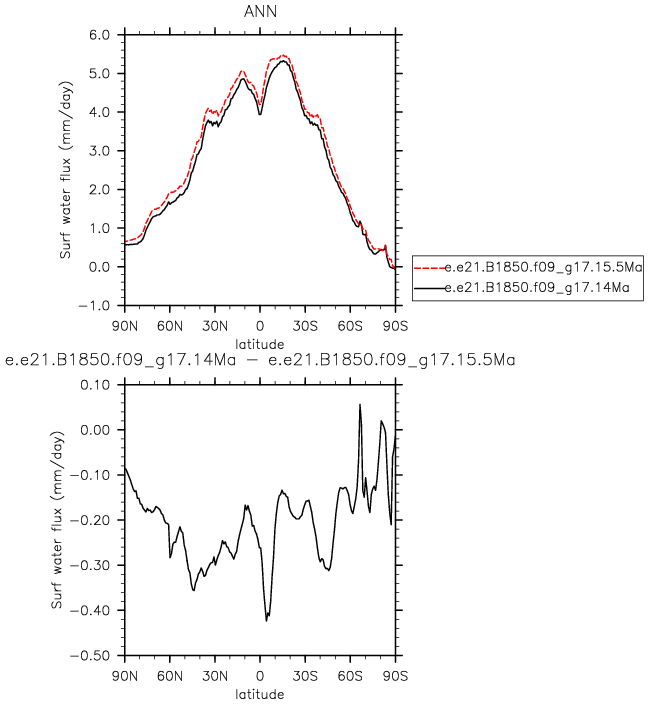 ANN
6.0
5.0
4.0
3.0
2.0
1.0
0.0
−1.0
Surf water flux (mm/day)
90N 60N 30N 0 30S 60S 90S
latitude
e.e21.B1850.f09_g17.15.5Ma
e.e21.B1850.f09_g17.14Ma
e.e21.B1850.f09_g17.14Ma − e.e21.B1850.f09_g17.15.5Ma
0.10
0.00
−0.10
−0.20
−0.30
−0.40
−0.50
Surf water flux (mm/day)
90N 60N 30N 0 30S 60S 90S
latitude